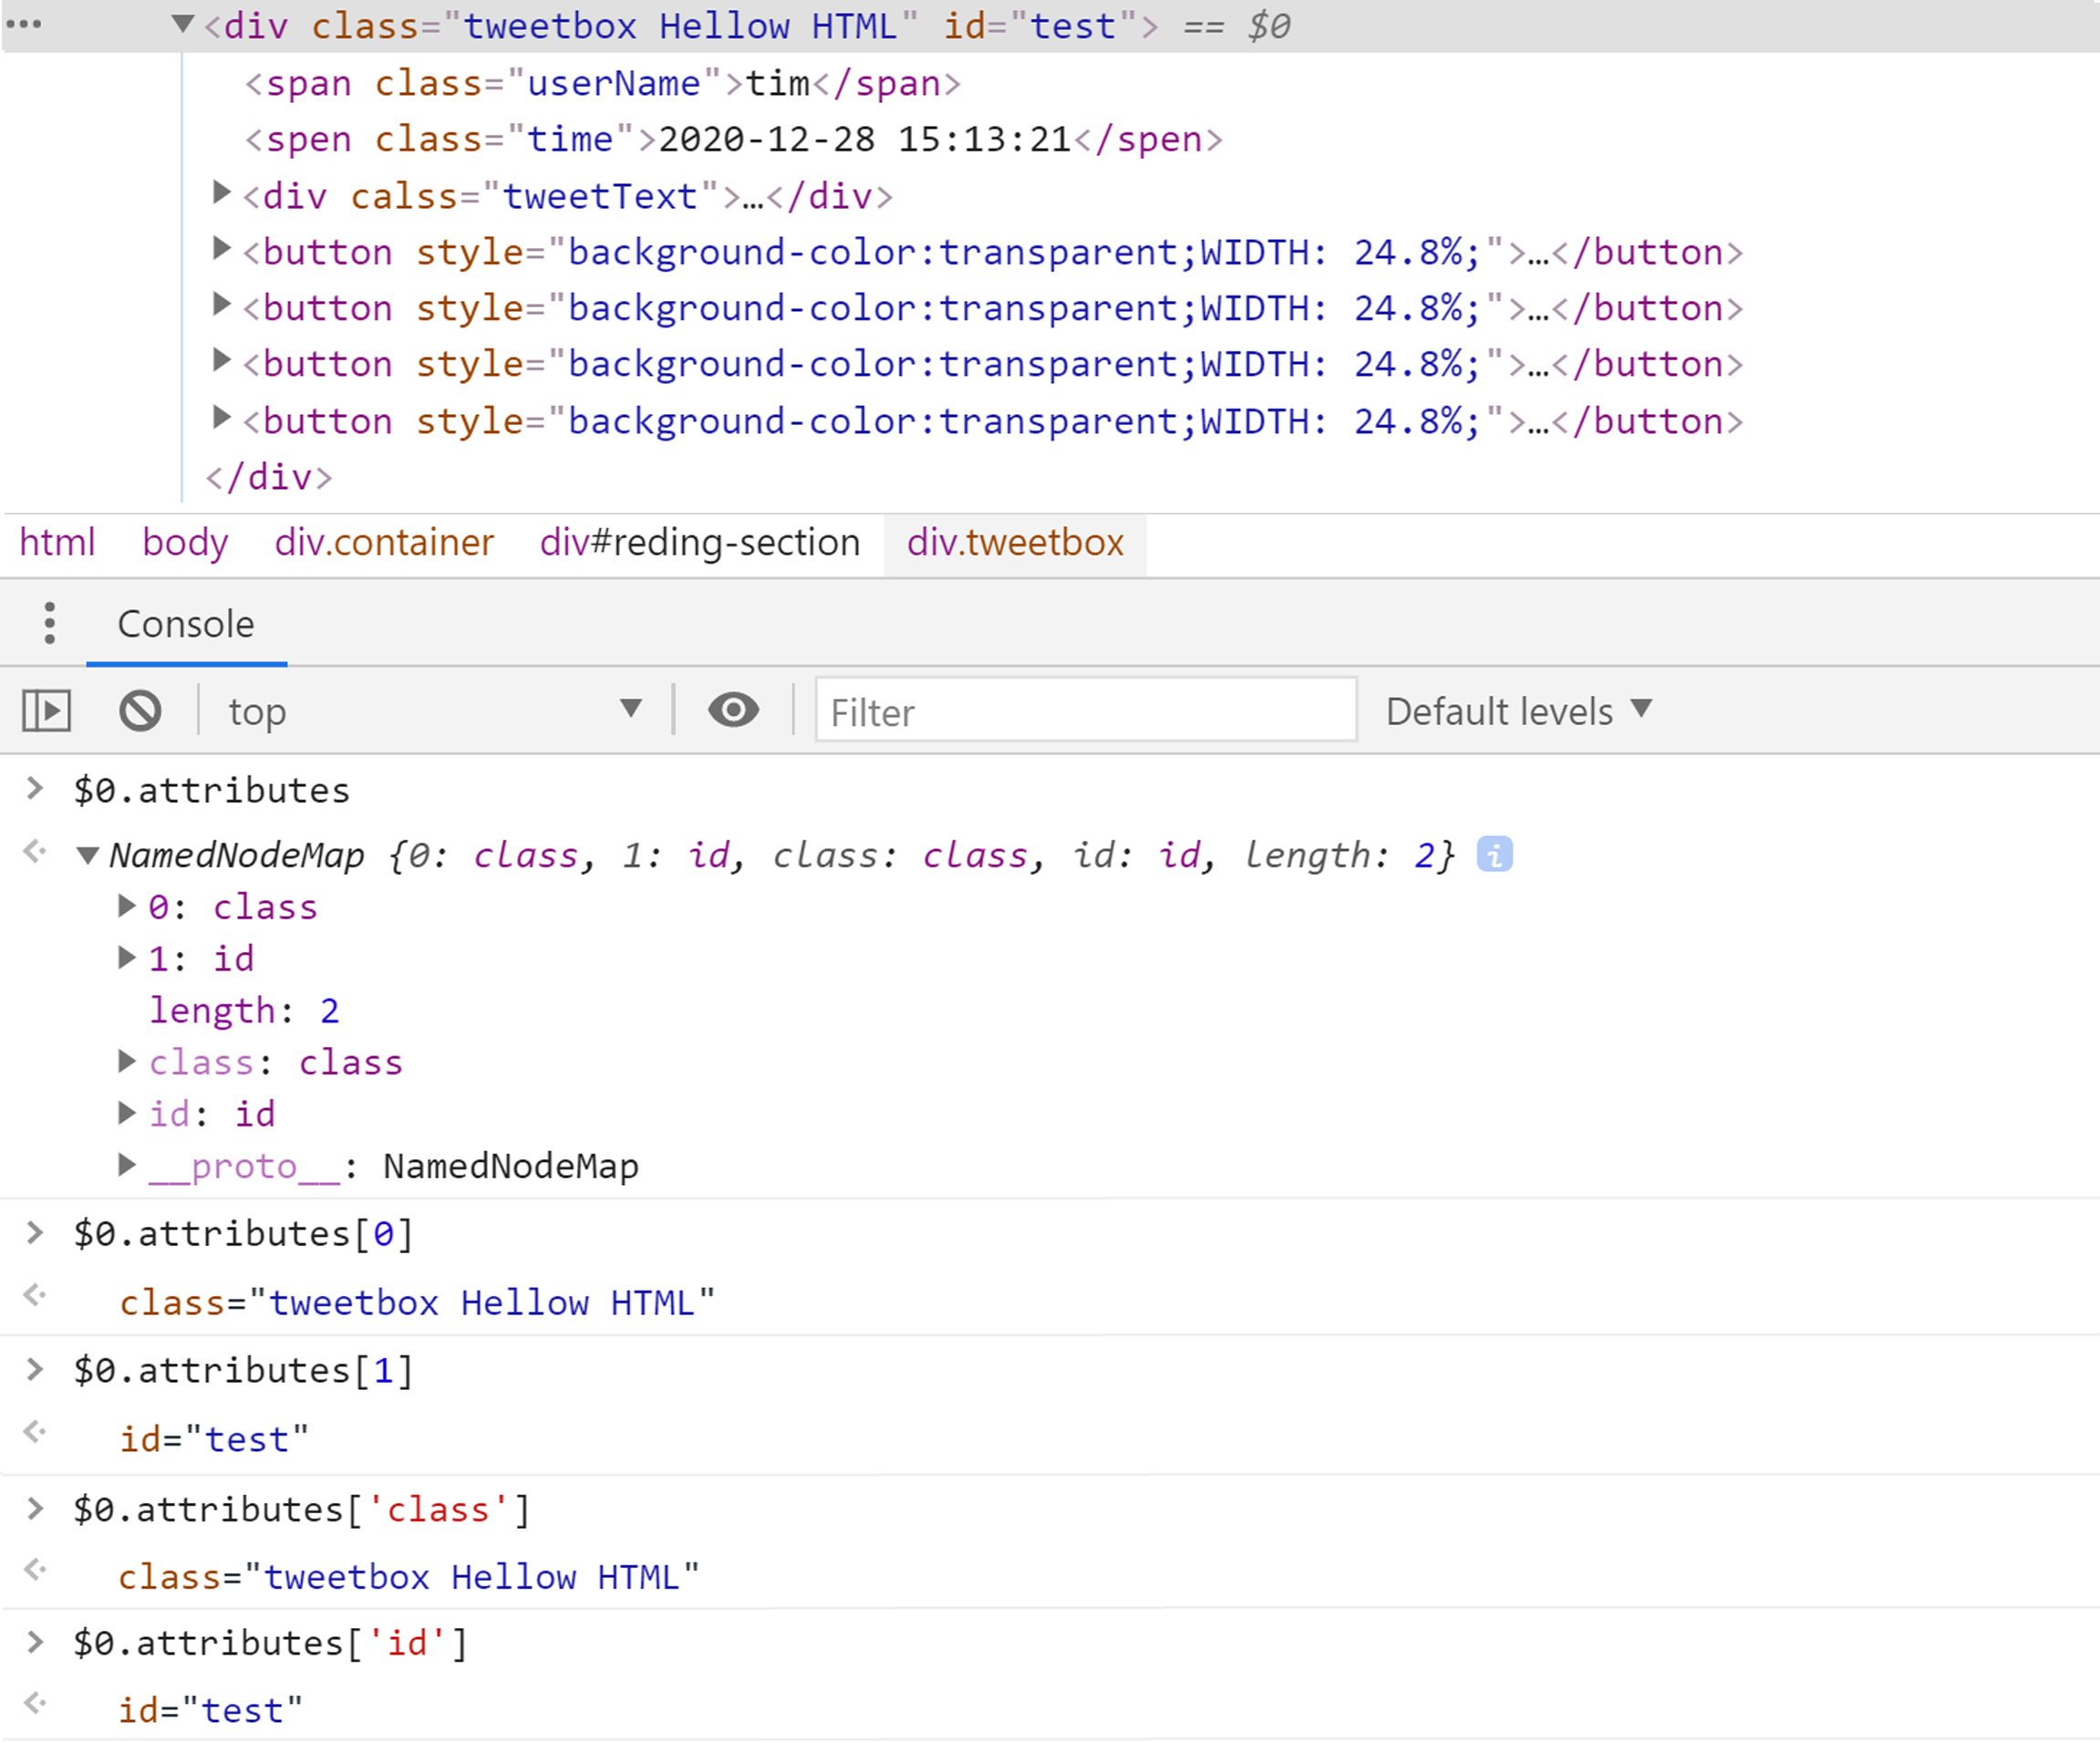 … ▼<div class="tweetbox Hellow HTML" id="test"> == $0
<span class="userName">tim</span>
<spen class="time">2020-12-28 15:13:21</spen>
▶<div calss="tweetText">…</div>
▶<button style="background-color:transparent;WIDTH: 24.8%;">…</button>
▶<button style="background-color:transparent;WIDTH: 24.8%;">…</button>
▶<button style="background-color:transparent;WIDTH: 24.8%;">…</button>
▶<button style="background-color:transparent;WIDTH: 24.8%;">…</button>
</div>
html body div.container div#reding-section div.tweetbox
Console
top Filter Default levels
> $0.attributes
NamedNodeMap {0: class, 1: id, class: class, id: id, length: 2} i
0: class
1: id
length: 2
class: class
id: id
__proto__: NamedNodeMap
> $0.attributes[0]
class="tweetbox Hellow HTML"
> $0.attributes[1]
id="test"
> $0.attributes['class']
class="tweetbox Hellow HTML"
> $0.attributes['id']
id="test"